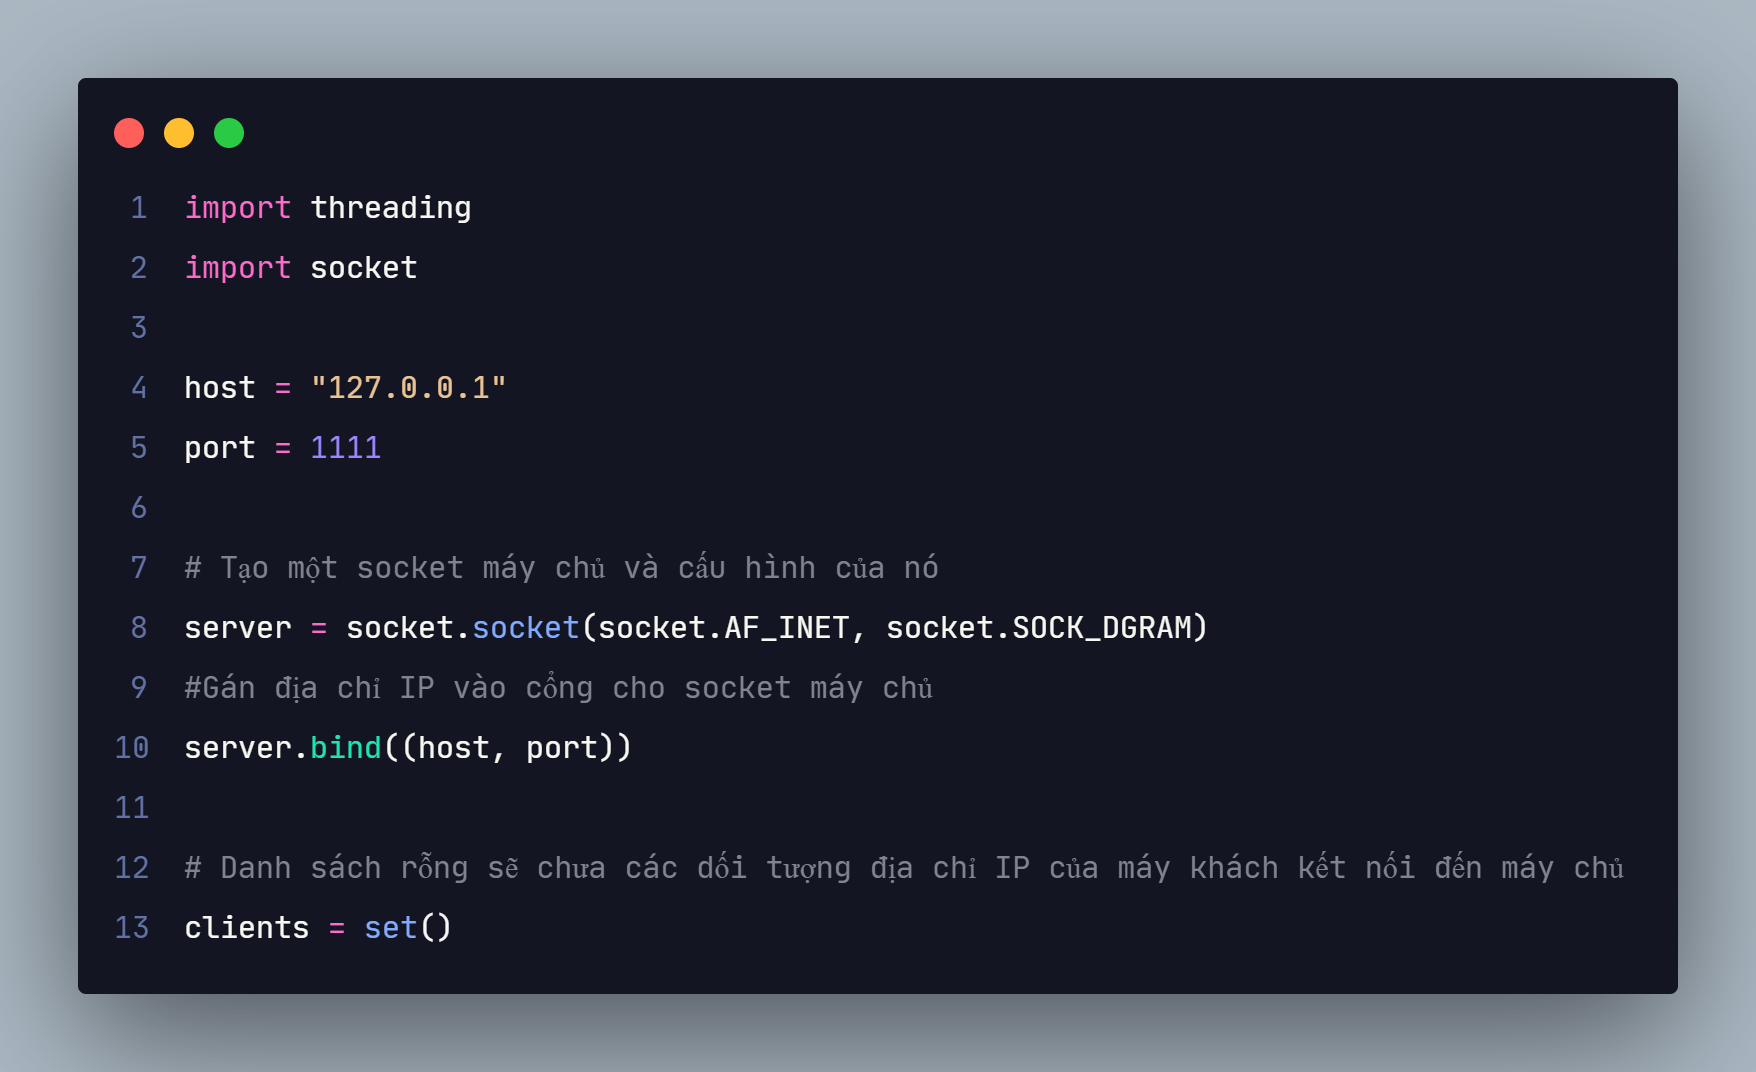 1 import threading
2 import socket
3
4 host = "127.0.0.1"
5 port = 1111
6
7 # Tạo một socket máy chủ và cấu hình của nó
8 server = socket.socket(socket.AF_INET, socket.SOCK_DGRAM)
9 #Gán địa chỉ IP vào cổng cho socket máy chủ
10 server.bind((host, port))
11
12 # Danh sách rỗng sẽ chưa các dối tượng địa chỉ IP của máy khách kết nối đến máy chủ
13 clients = set()